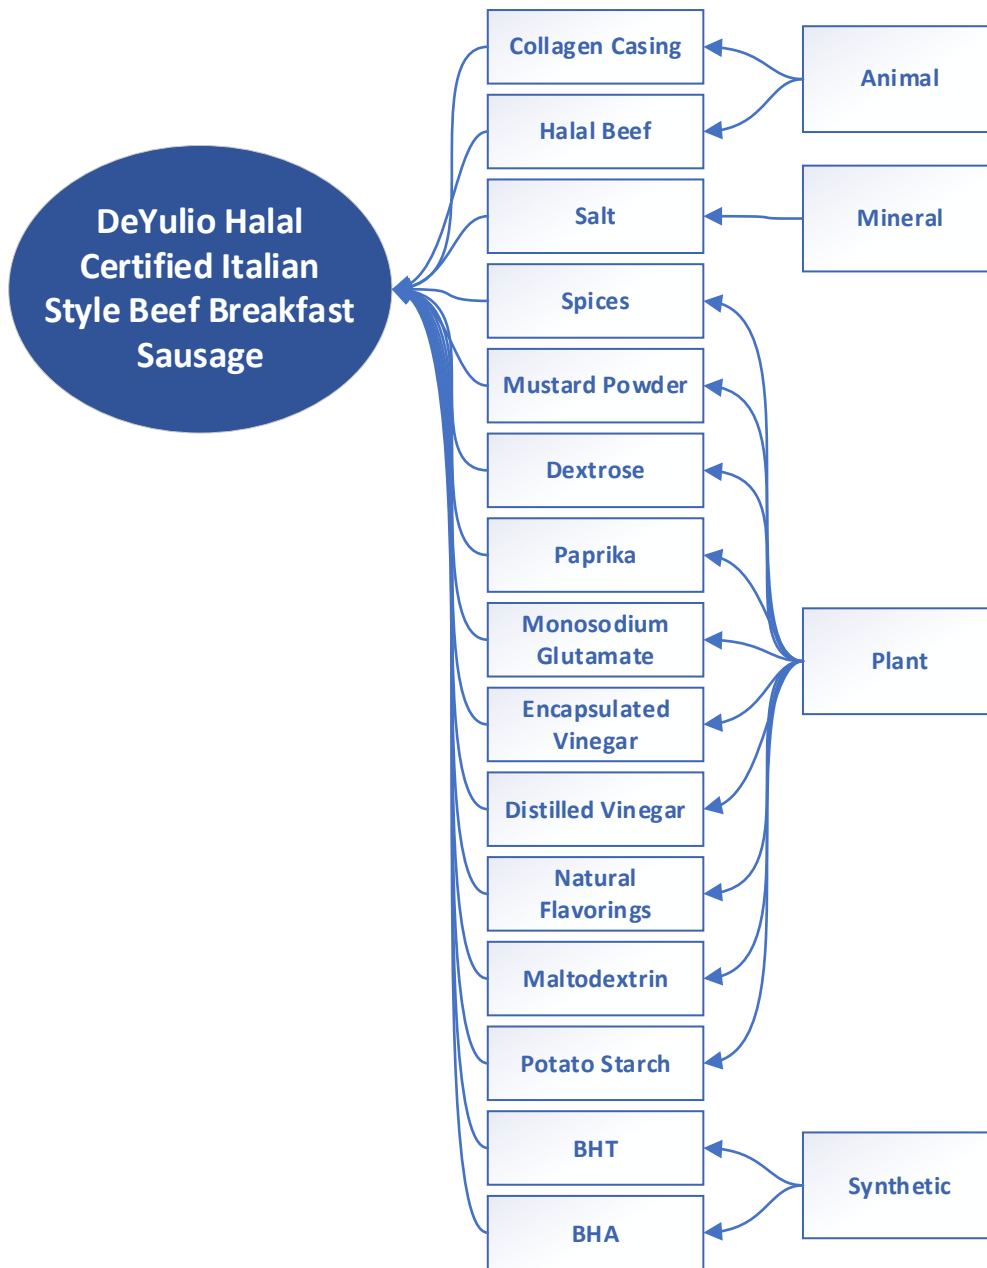 DeYulio Halal
Certified Italian
Style Beef Breakfast
Sausage
Collagen Casing
Halal Beef
Salt
Spices
Mustard Powder
Dextrose
Paprika
Monosodium
Glutamate
Encapsulated
Vinegar
Distilled Vinegar
Natural
Flavorings
Maltodextrin
Potato Starch
BHT
BHA
Animal
Mineral
Plant
Synthetic